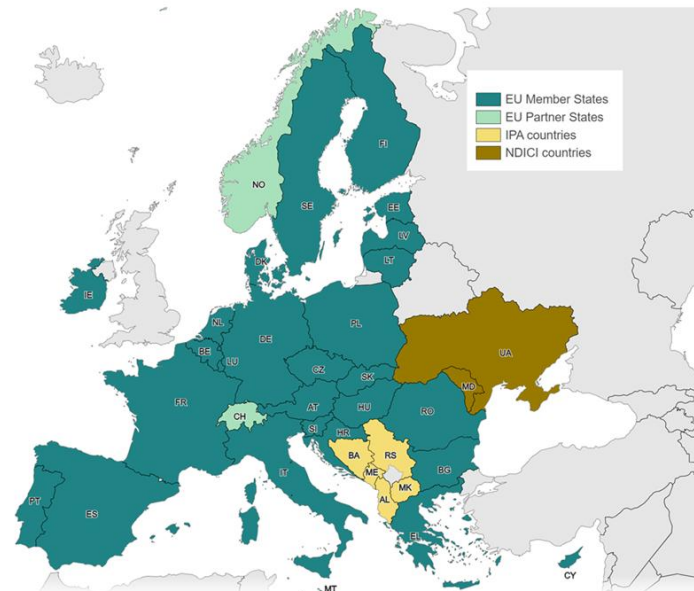 EU Member States
EU Partner States
IPA countries
NDICI countries
FI
NO
SE
EE
LV
DK
LT
IE
NL
PL
DE
BE
LU
UA
CZ
SK
MD
FR
AT
HU
CH
RO
SI
HR
BA
RS
IT
ME
BG
MK
AL
PT
ES
EL
CY
MT